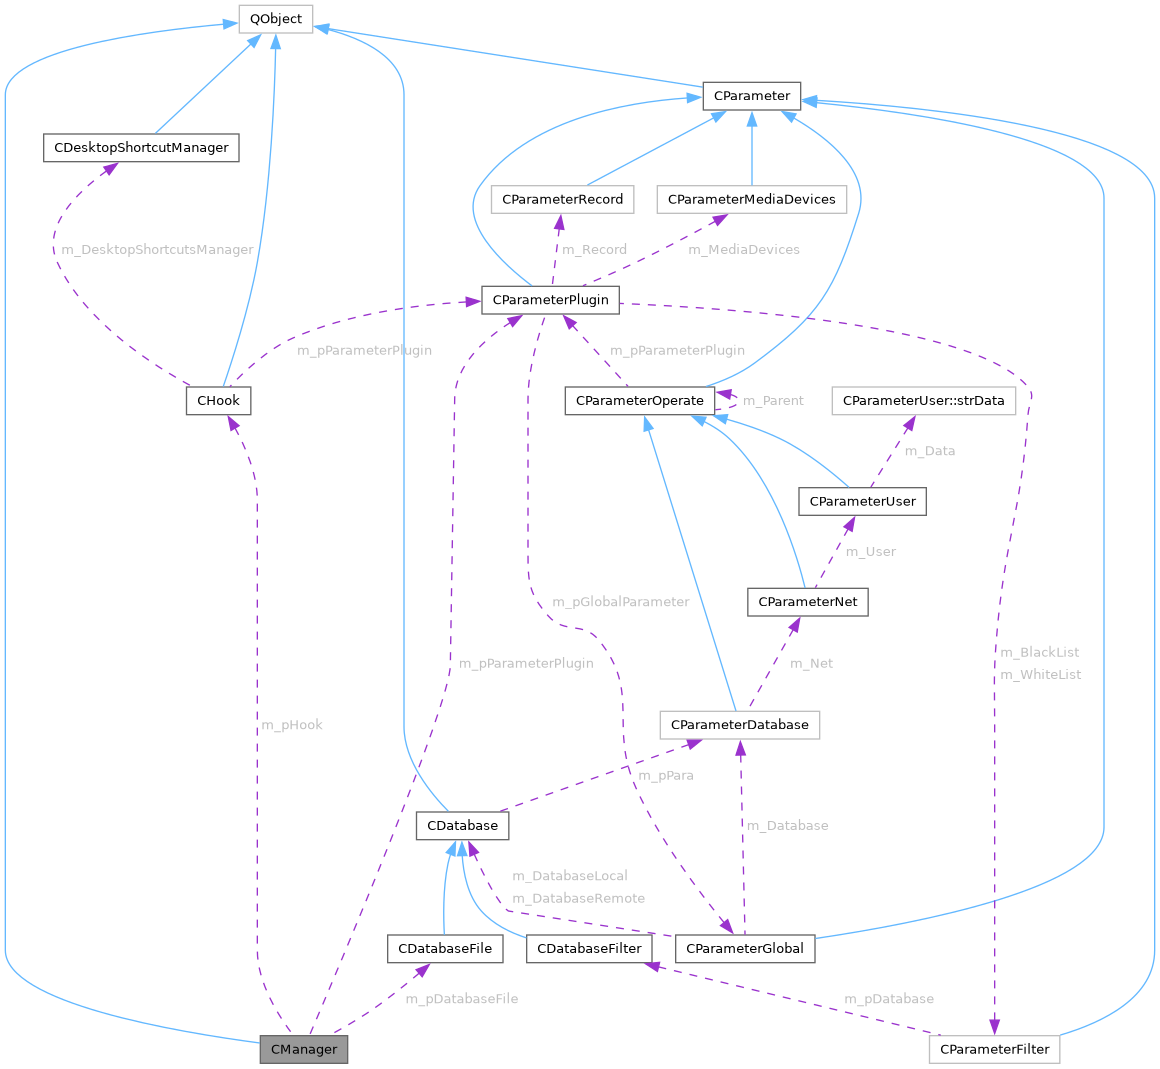 QObject
CParameter
CDesktopShortcutManager
CParameterRecord
CParameterMediaDevices
m_DesktopShortcutsManager
m_Record
m_MediaDevices
CParameterPlugin
m_pParameterPlugin
m_pParameterPlugin
CHook
CParameterOperate
m_Parent
CParameterUser::strData
m_Data
CParameterUser
m_User
m_pGlobalParameter
CParameterNet
m_BlackList
m_WhiteList
m_pParameterPlugin
m_Net
m_pHook
CParameterDatabase
m_pPara
CDatabase
m_Database
m_DatabaseLocal
m_DatabaseRemote
CDatabaseFile
CDatabaseFilter
CParameterGlobal
m_pDatabaseFile
m_pDatabase
CManager
CParameterFilter